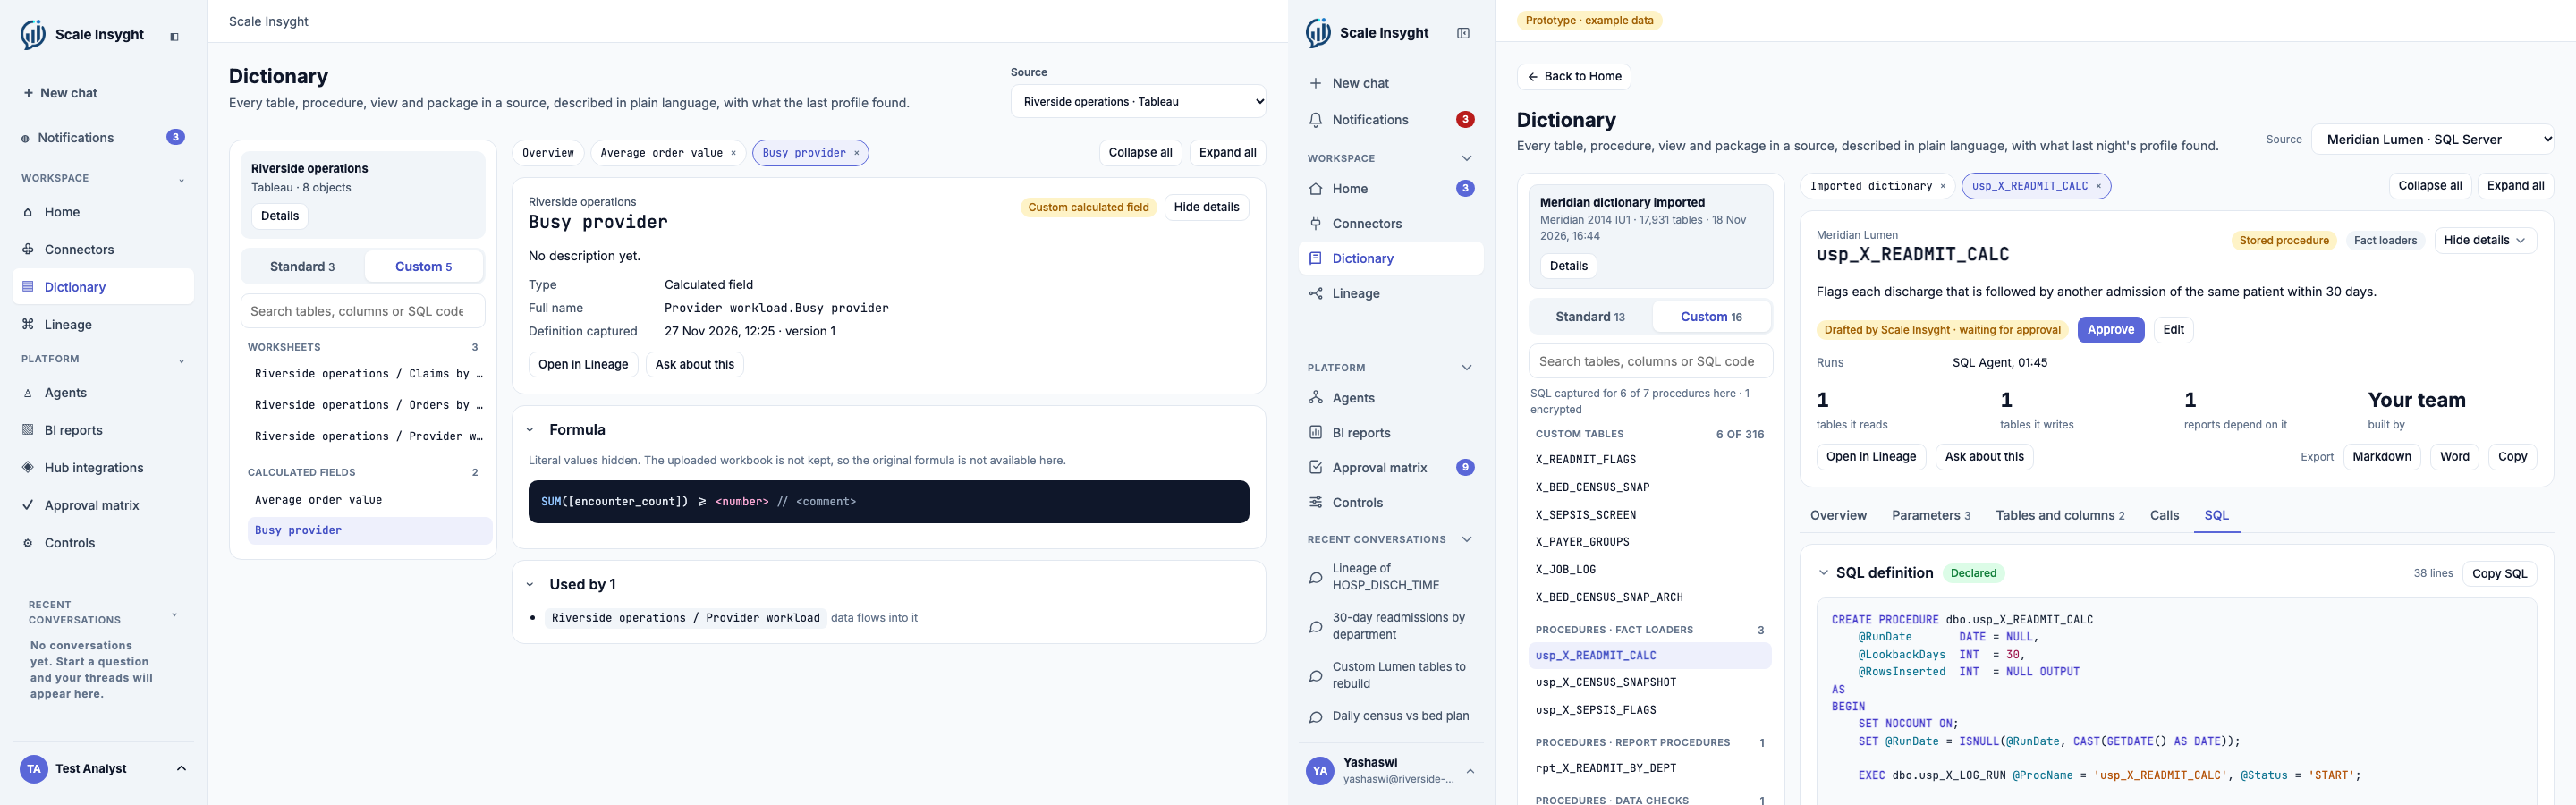 Scale Insyght
+ New chat
Notifications 3
WORKSPACE
Home
Connectors
Dictionary
Lineage
PLATFORM
Agents
BI reports
Hub integrations
Approval matrix
Controls
RECENT
CONVERSATIONS
No conversations
yet. Start a question
and your threads will
appear here.
TA Test Analyst
Scale Insyght
Dictionary
Every table, procedure, view and package in a source, described in plain language, with what the last profile found.
Source
Riverside operations · Tableau
Riverside operations
Tableau · 8 objects
Details
Standard 3 Custom 5
Search tables, columns or SQL code
WORKSHEETS 3
Riverside operations / Claims by …
Riverside operations / Orders by …
Riverside operations / Provider w…
CALCULATED FIELDS 2
Average order value
Busy provider
Overview Average order value × Busy provider × Collapse all Expand all
Riverside operations
Busy provider
Custom calculated field Hide details
No description yet.
Type Calculated field
Full name Provider workload.Busy provider
Definition captured 27 Nov 2026, 12:25 · version 1
Open in Lineage Ask about this
Formula
Literal values hidden. The uploaded workbook is not kept, so the original formula is not available here.
SUM([encounter_count]) >= <number> // <comment>
Used by 1
• Riverside operations / Provider workload data flows into it
Scale Insyght
+ New chat
Notifications 3
WORKSPACE
Home 3
Connectors
Dictionary
Lineage
PLATFORM
Agents
BI reports
Approval matrix 9
Controls
RECENT CONVERSATIONS
Lineage of
HOSP_DISCH_TIME
30-day readmissions by
department
Custom Lumen tables to
rebuild
Daily census vs bed plan
YA Yashaswi
yashaswi@riverside-...
Prototype · example data
← Back to Home
Dictionary
Every table, procedure, view and package in a source, described in plain language, with what last night's profile found.
Source Meridian Lumen · SQL Server
Meridian dictionary imported
Meridian 2014 IU1 · 17,931 tables · 18 Nov
2026, 16:44
Details
Standard 13 Custom 16
Search tables, columns or SQL code
SQL captured for 6 of 7 procedures here · 1
encrypted
CUSTOM TABLES 6 OF 316
X_READMIT_FLAGS
X_BED_CENSUS_SNAP
X_SEPSIS_SCREEN
X_PAYER_GROUPS
X_JOB_LOG
X_BED_CENSUS_SNAP_ARCH
PROCEDURES · FACT LOADERS 3
usp_X_READMIT_CALC
usp_X_CENSUS_SNAPSHOT
usp_X_SEPSIS_FLAGS
PROCEDURES · REPORT PROCEDURES 1
rpt_X_READMIT_BY_DEPT
PROCEDURES · DATA CHECKS 1
Imported dictionary × usp_X_READMIT_CALC × Collapse all Expand all
Meridian Lumen
usp_X_READMIT_CALC
Stored procedure Fact loaders Hide details
Flags each discharge that is followed by another admission of the same patient within 30 days.
Drafted by Scale Insyght · waiting for approval Approve Edit
Runs SQL Agent, 01:45
1 1 1 Your team
tables it reads tables it writes reports depend on it built by
Open in Lineage Ask about this Export Markdown Word Copy
Overview Parameters 3 Tables and columns 2 Calls SQL
SQL definition Declared 38 lines Copy SQL
CREATE PROCEDURE dbo.usp_X_READMIT_CALC
@RunDate DATE = NULL,
@LookbackDays INT = 30,
@RowsInserted INT = NULL OUTPUT
AS
BEGIN
SET NOCOUNT ON;
SET @RunDate = ISNULL(@RunDate, CAST(GETDATE() AS DATE));
EXEC dbo.usp_X_LOG_RUN @ProcName = 'usp_X_READMIT_CALC', @Status = 'START';